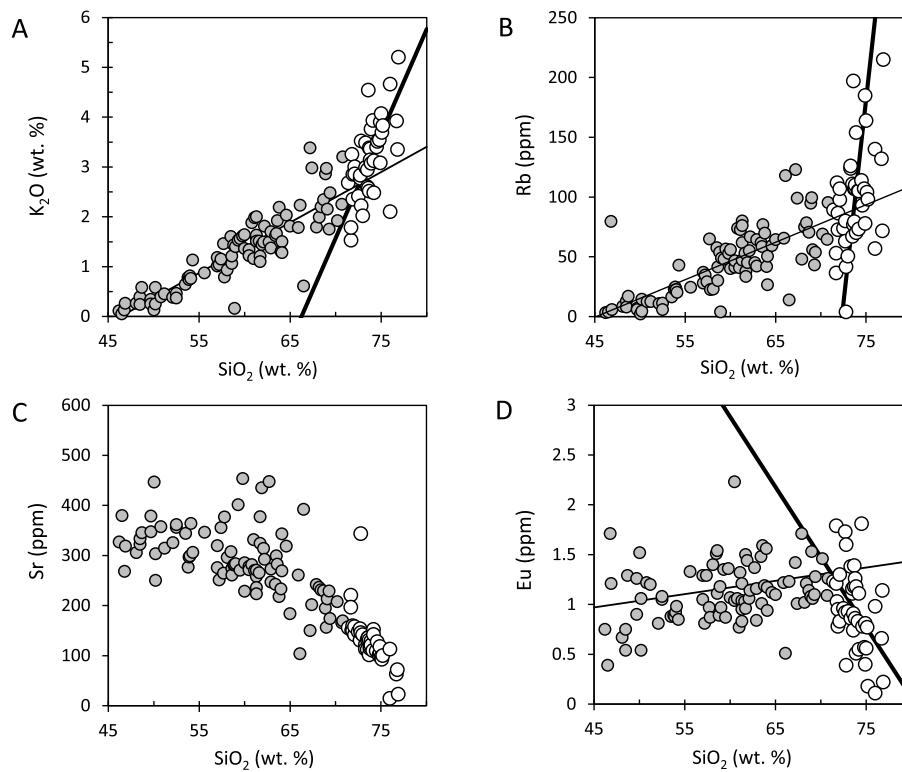 A
K₂O (wt. %)
6
5
4
3
2
1
0
45 55 65 75
SiO₂ (wt. %)
B
Rb (ppm)
250
200
150
100
50
0
45 55 65 75
SiO₂ (wt. %)
C
Sr (ppm)
600
500
400
300
200
100
0
45 55 65 75
SiO₂ (wt. %)
D
Eu (ppm)
3
2.5
2
1.5
1
0.5
0
45 55 65 75
SiO₂ (wt. %)